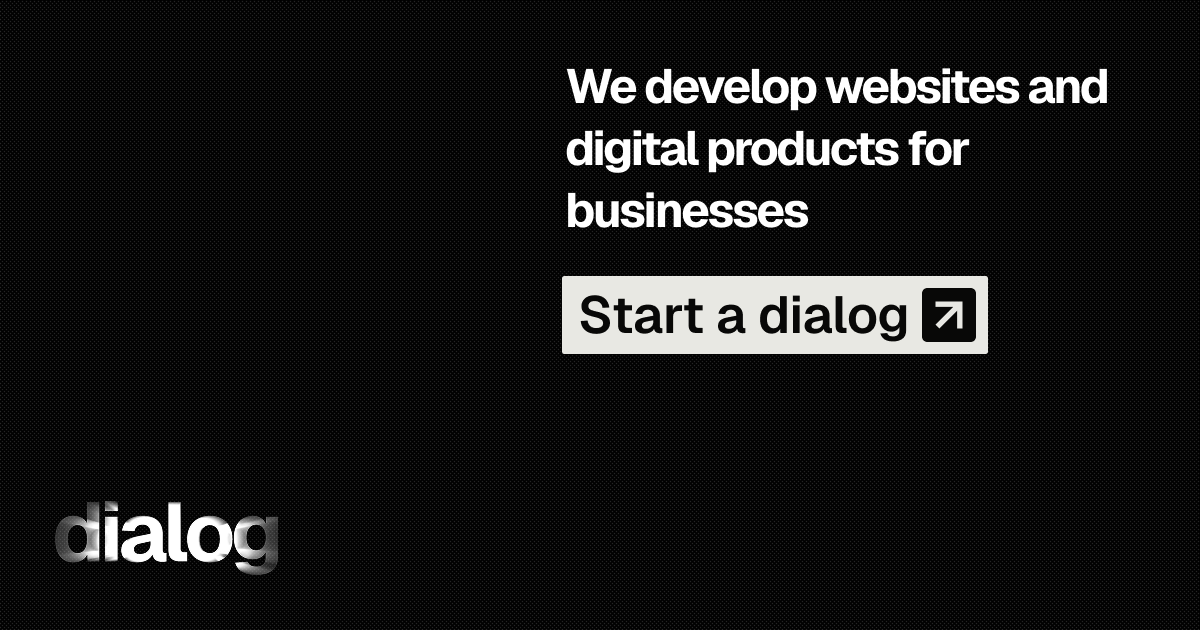 We develop websites and
digital products for
businesses
Start a dialog
dialog